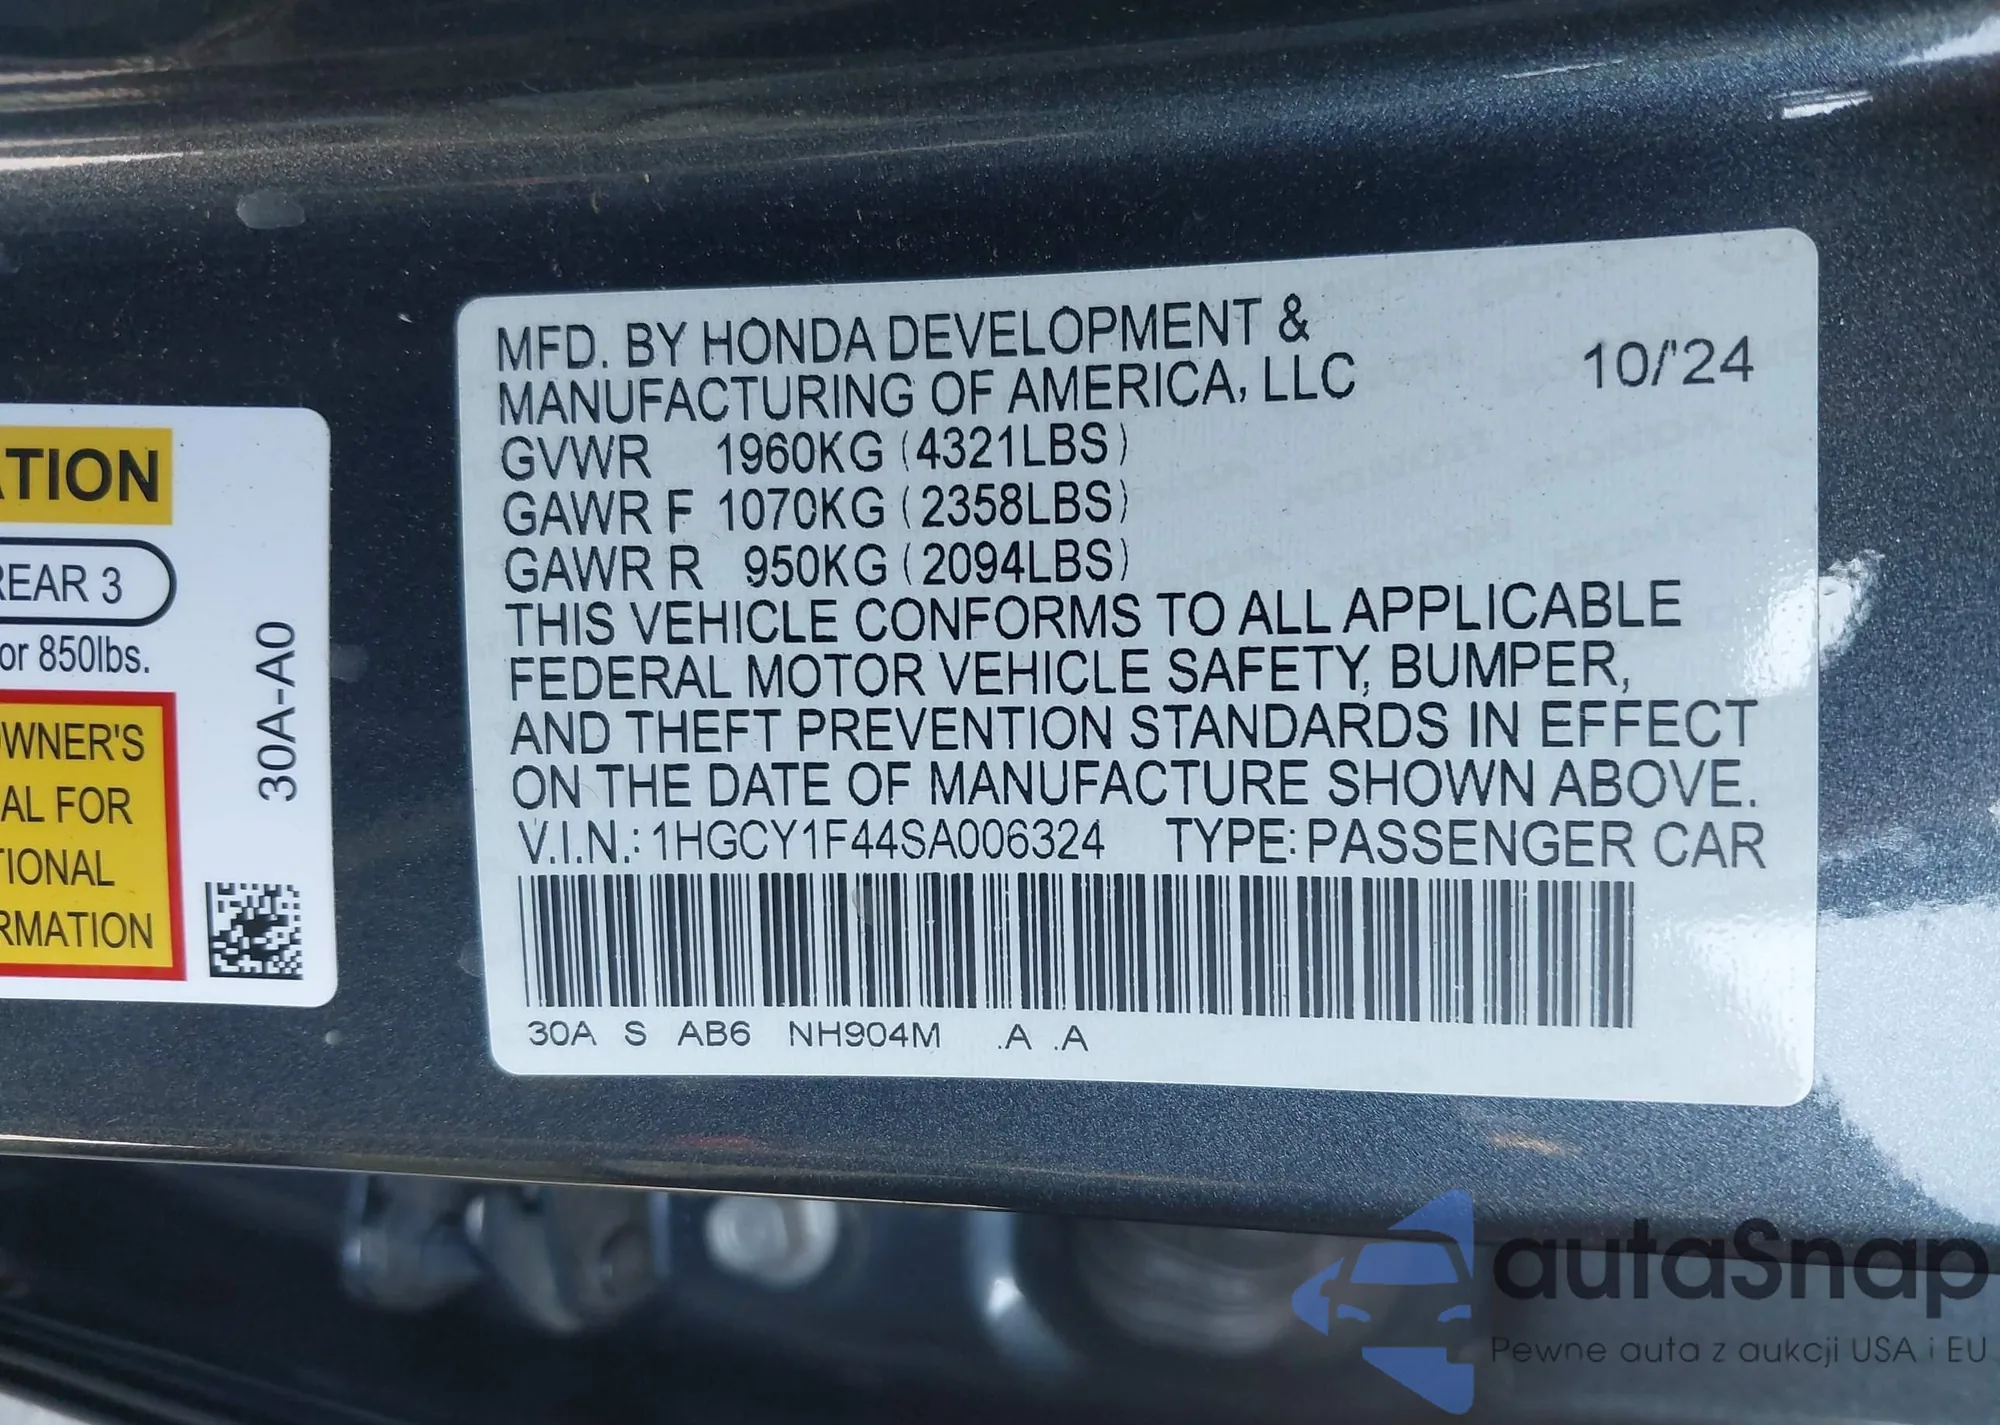 ATION
REAR 3
or 850lbs.
OWNER'S
AL FOR
TIONAL
RMATION
30A-A0
MFD. BY HONDA DEVELOPMENT &
MANUFACTURING OF AMERICA, LLC
10/'24
GVWR 1960KG (4321LBS)
GAWR F 1070KG (2358LBS)
GAWR R 950KG (2094LBS)
THIS VEHICLE CONFORMS TO ALL APPLICABLE
FEDERAL MOTOR VEHICLE SAFETY, BUMPER,
AND THEFT PREVENTION STANDARDS IN EFFECT
ON THE DATE OF MANUFACTURE SHOWN ABOVE.
V.I.N.: 1HGCY1F44SA006324 TYPE: PASSENGER CAR
30A S AB6 NH904M .A .A
autaSnap
Pewne auta z aukcji USA i EU